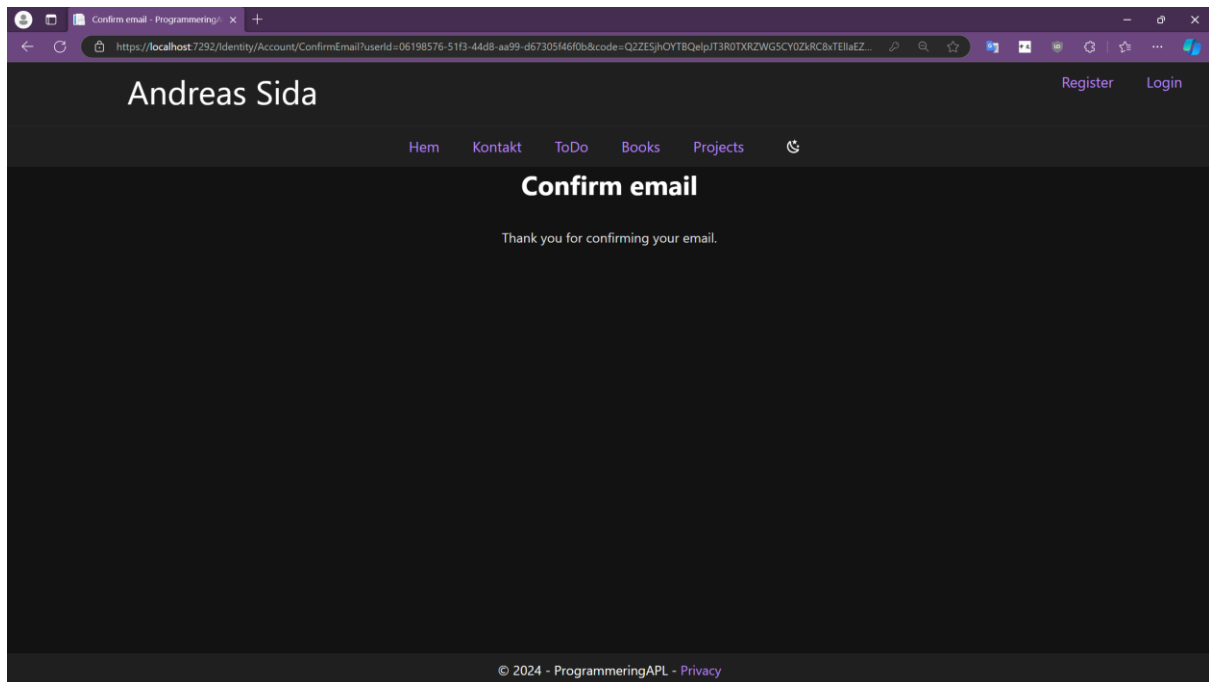 Confirm email - ProgrammeringA
https://localhost:7292/Identity/Account/ConfirmEmail?userId=06198576-51f3-44d8-aa99-d67305f46f0b&code=Q2ZESjhOYTBQelpJT3R0TXRZWG5CY0ZkRC8xTEllaEZ...
Andreas Sida
Register Login
Hem Kontakt ToDo Books Projects
Confirm email
Thank you for confirming your email.
© 2024 - ProgrammeringAPL - Privacy